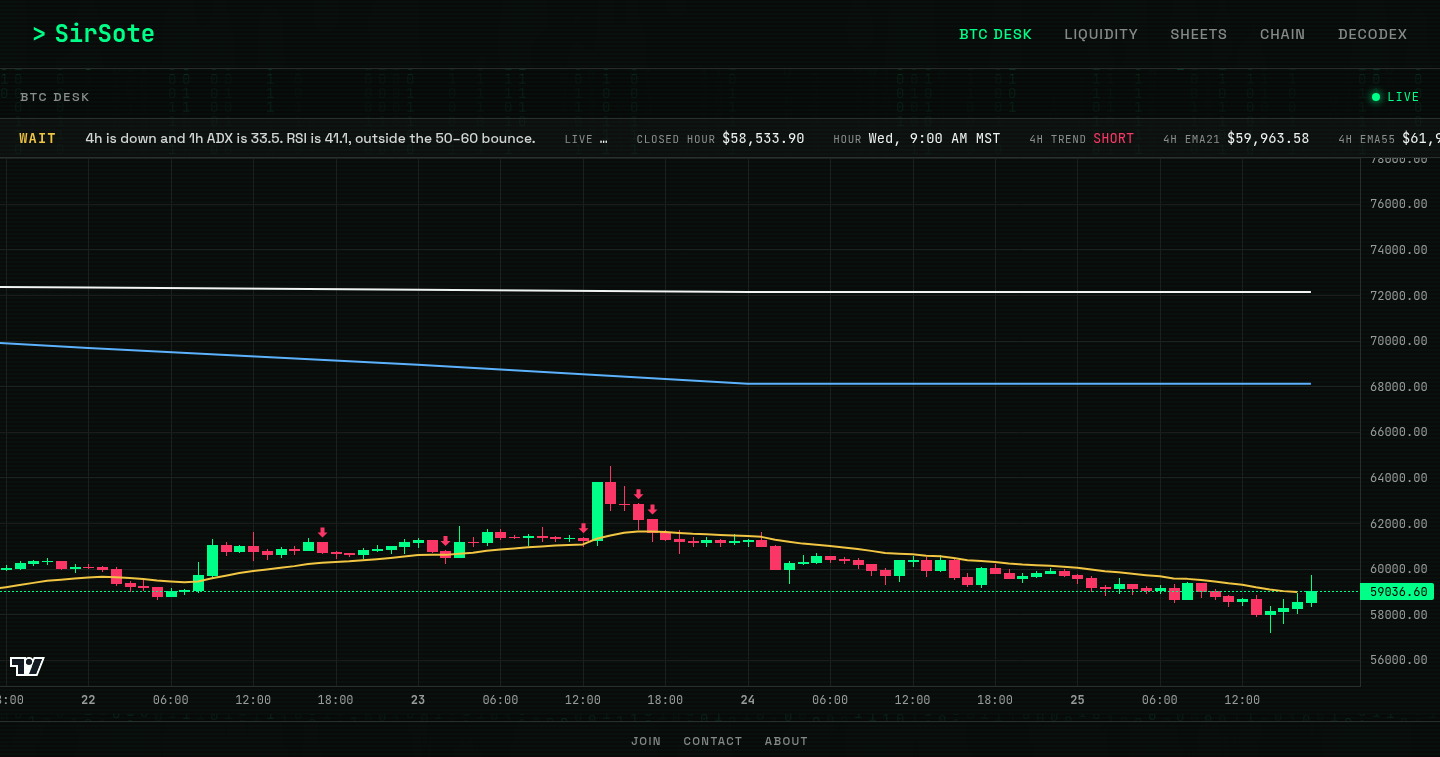 > SirSote
BTC DESK LIQUIDITY SHEETS CHAIN DECODEX
BTC DESK
LIVE
WAIT 4h is down and 1h ADX is 33.5. RSI is 41.1, outside the 50–60 bounce. LIVE … CLOSED HOUR $58,533.90 HOUR Wed, 9:00 AM MST 4H TREND SHORT 4H EMA21 $59,963.58 4H EMA55 $61,9
78000.00
76000.00
74000.00
72000.00
70000.00
68000.00
66000.00
64000.00
62000.00
60000.00
59036.60
58000.00
56000.00
:00 22 06:00 12:00 18:00 23 06:00 12:00 18:00 24 06:00 12:00 18:00 25 06:00 12:00
JOIN CONTACT ABOUT